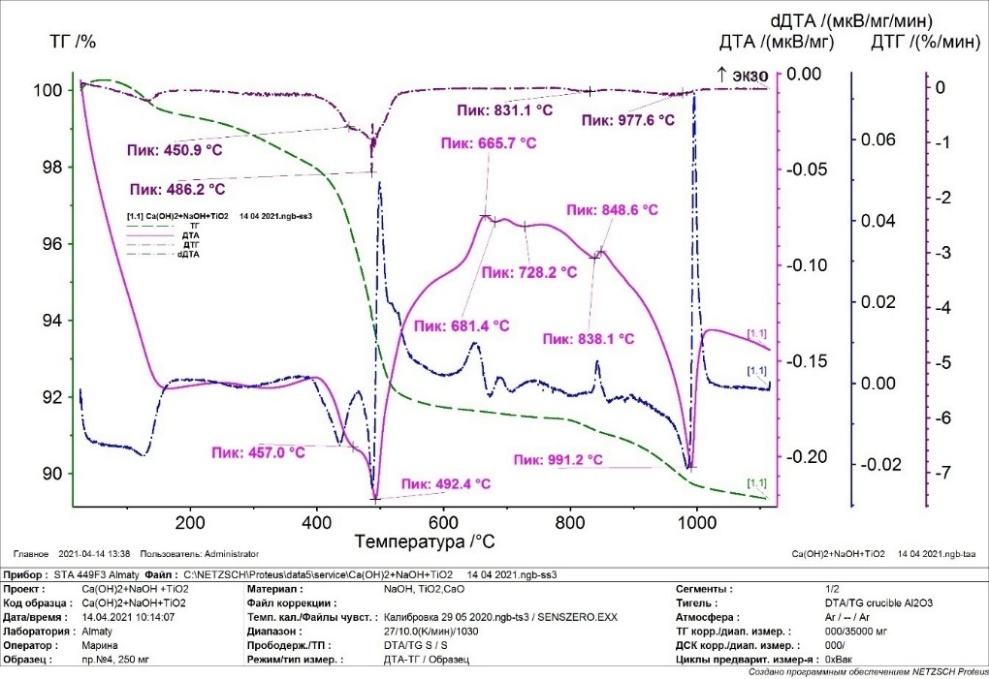 dДТА /(мкВ/мг/мин)
ТГ /%
ДТА /(мкВ/мг)
ДТГ /(%/мин)
↑ экзо
100
98
96
94
92
90
0.00
-0.05
-0.10
-0.15
-0.20
0.06
0.04
0.02
0.00
-0.02
0
-1
-2
-3
-4
-5
-6
-7
Пик: 831.1 °C
Пик: 977.6 °C
Пик: 450.9 °C
Пик: 665.7 °C
Пик: 486.2 °C
Пик: 848.6 °C
[1.1] Ca(OH)2+NaOH+TiO2 14 04 2021.ngb-ss3
ТГ
ДТА
ДТГ
dДТА
Пик: 728.2 °C
Пик: 681.4 °C
Пик: 838.1 °C
[1.1]
[1.1]
Пик: 457.0 °C
Пик: 991.2 °C
Пик: 492.4 °C
[1.1]
200
400
600
800
1000
Температура /°C
Главное 2021-04-14 13:38 Пользователь: Administrator
Ca(OH)2+NaOH+TiO2 14 04 2021.ngb-taa
Прибор : STA 449F3 Almaty Файл : C:\NETZSCH\Proteus\data5\service\Ca(OH)2+NaOH+TiO2 14 04 2021.ngb-ss3
Проект : Ca(OH)2+NaOH +TiO2 Материал : NaOH, TiO2,CaO Сегменты : 1/2
Код образца : Ca(OH)2+NaOH+TiO2 Файл коррекции : Тигель : DTA/TG crucible Al2O3
Дата/время : 14.04.2021 10:14:07 Темп. кал./Файлы чувст. : Калибровка 29 05 2020.ngb-ts3 / SENSZERO.EXX Атмосфера : Ar / -- / Ar
Лаборатория : Almaty Диапазон : 27/10.0(K/мин)/1030 ТГ корр./диап. измер. : 000/35000 мг
Оператор : Марина Прободерж./ТП : DTA/TG S / S ДСК корр./диап. измер. : 000/
Образец : пр.№4, 250 мг Режим/тип измер. : ДТА-ТГ / Образец Циклы предварит. измер-я : 0xВак
Создано программным обеспечением NETZSCH Proteus